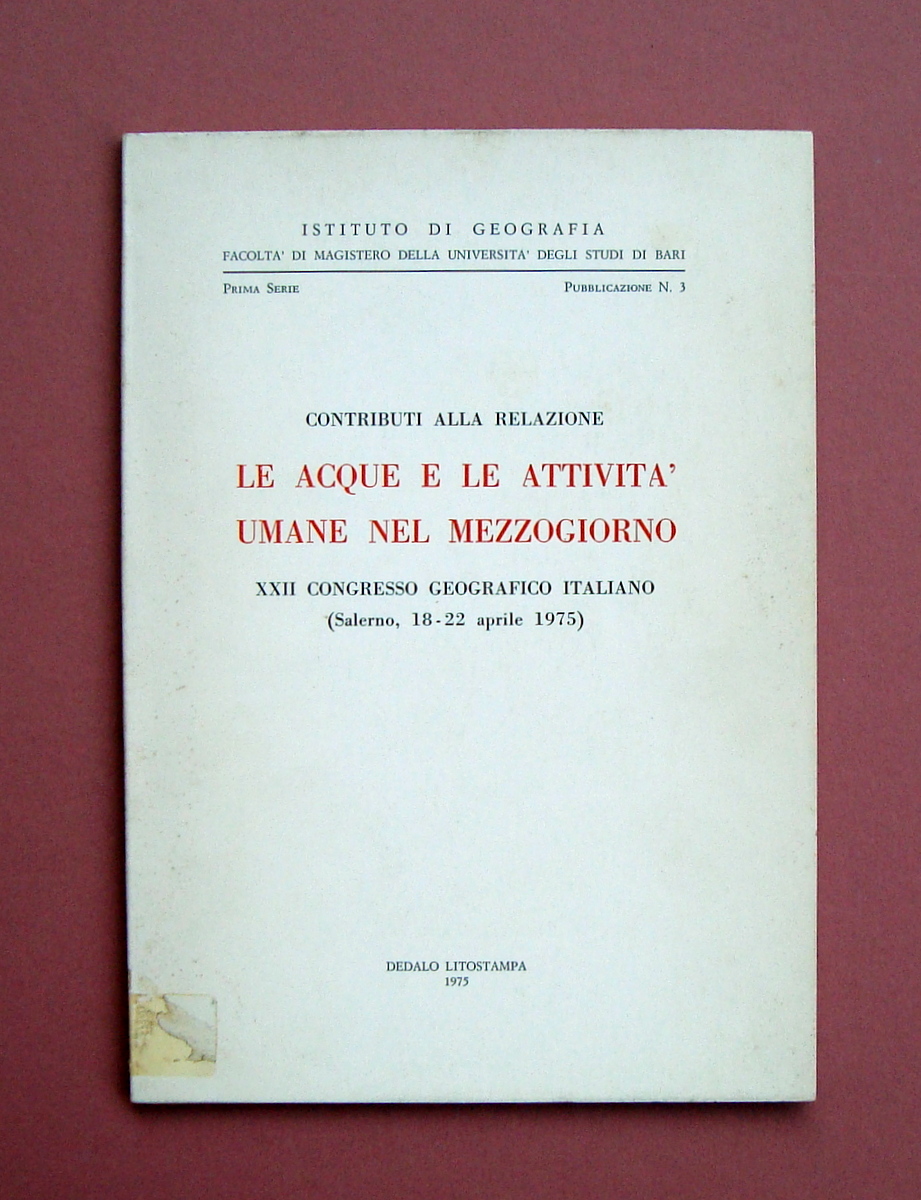 ISTITUTO DI GEOGRAFIA
FACOLTA' DI MAGISTERO DELLA UNIVERSITA' DEGLI STUDI DI BARI
PRIMA SERIE PUBBLICAZIONE N. 3
CONTRIBUTI ALLA RELAZIONE
LE ACQUE E LE ATTIVITA'
UMANE NEL MEZZOGIORNO
XXII CONGRESSO GEOGRAFICO ITALIANO
(Salerno, 18-22 aprile 1975)
DEDALO LITOSTAMPA
1975